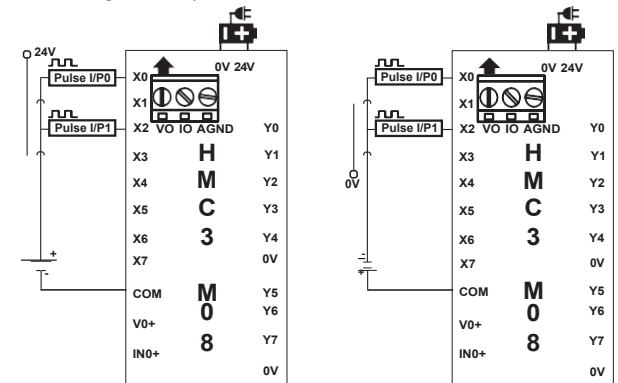 24V
0V 24V
Pulse I/P0
X0
X1
Pulse I/P1
X2
VO IO AGND
Y0
X3
H
Y1
X4
M
Y2
X5
C
Y3
X6
3
Y4
X7
0V
+
-
COM
M
Y5
0
Y6
V0+
8
Y7
IN0+
0V
0V 24V
Pulse I/P0
X0
X1
Pulse I/P1
X2
VO IO AGND
Y0
X3
H
Y1
0V
X4
M
Y2
X5
C
Y3
X6
3
Y4
X7
0V
-
+
COM
M
Y5
0
Y6
V0+
8
Y7
IN0+
0V